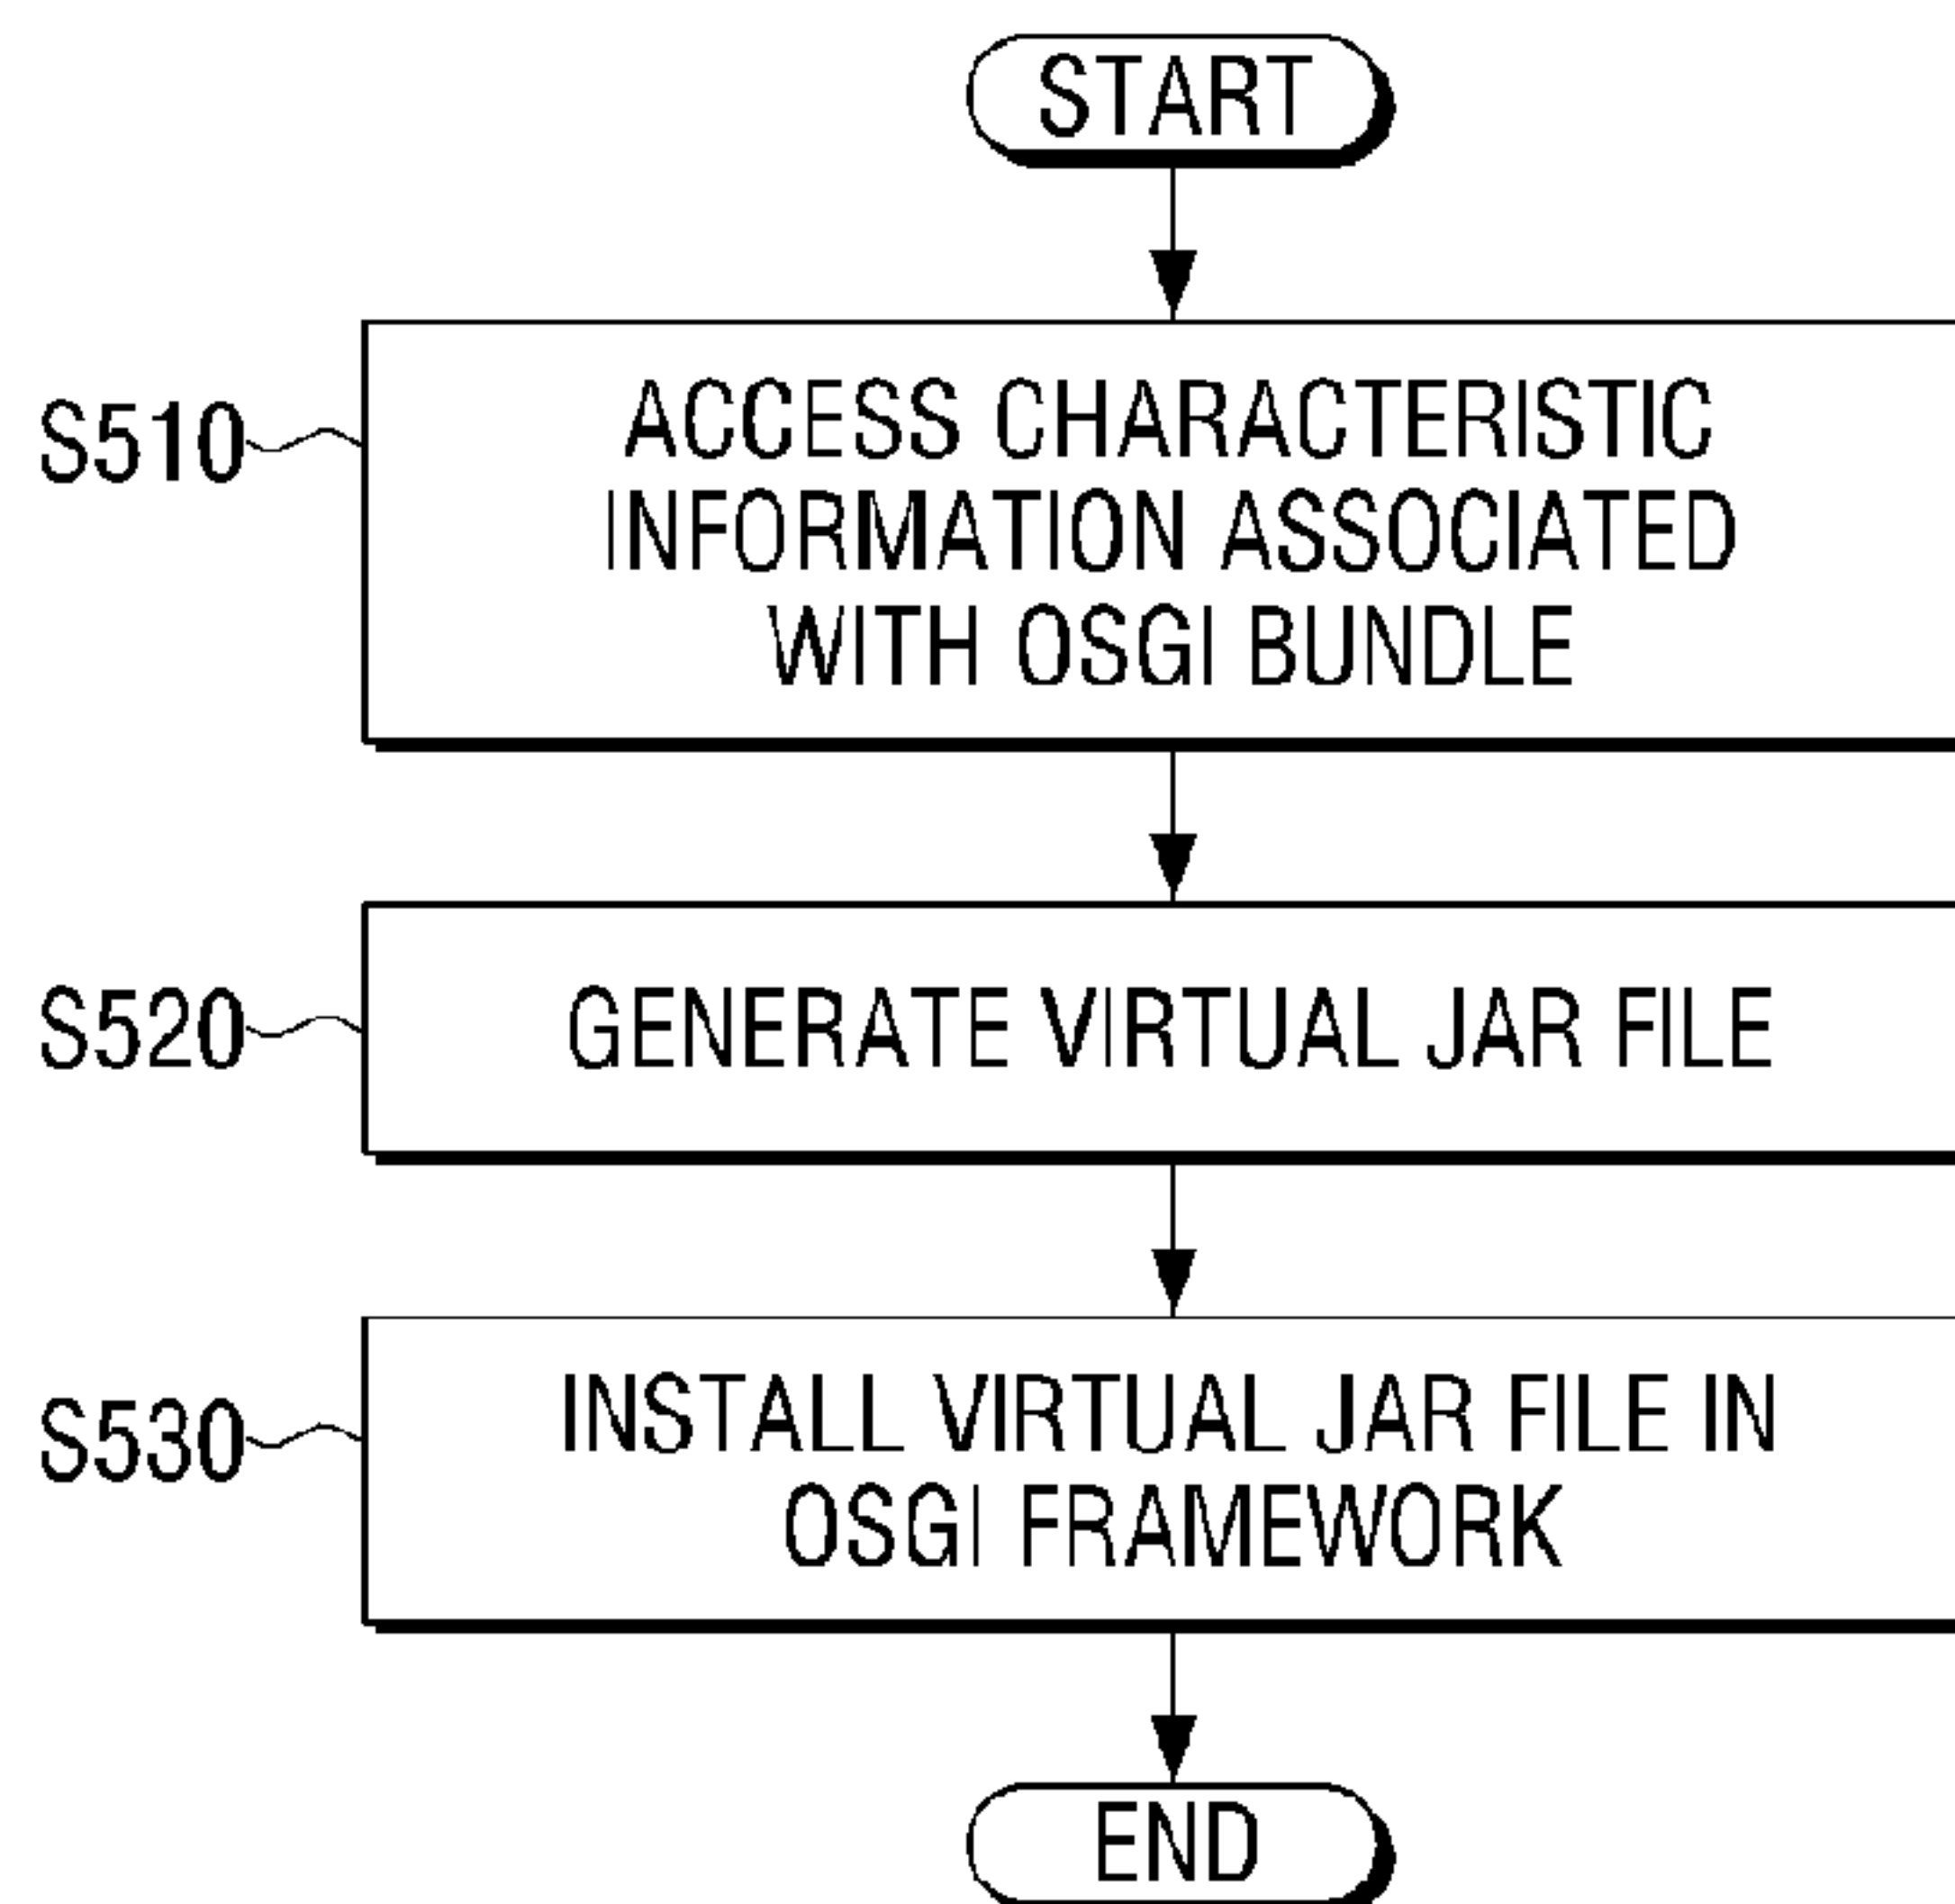 START
S510
ACCESS CHARACTERISTIC
INFORMATION ASSOCIATED
WITH OSGI BUNDLE
S520
GENERATE VIRTUAL JAR FILE
S530
INSTALL VIRTUAL JAR FILE IN
OSGI FRAMEWORK
END